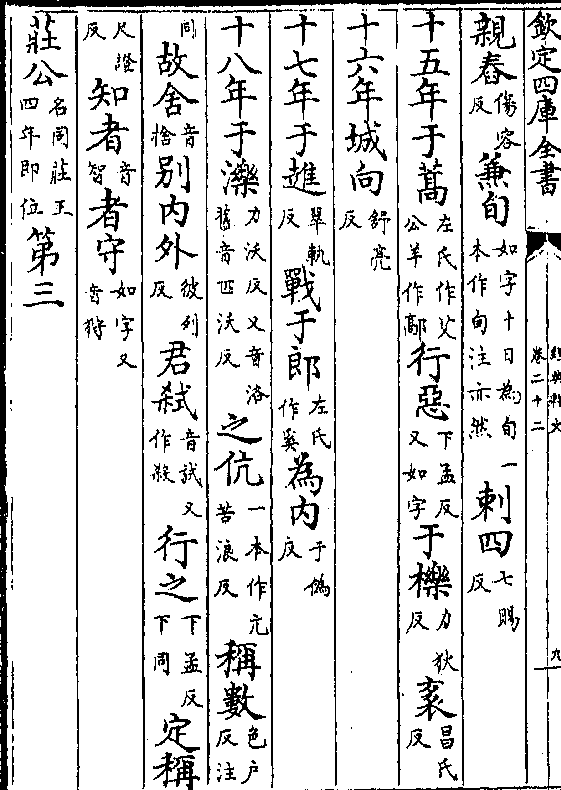 欽定四庫全書
經典釋文
卷二十二
九
親舂傷容反兼旬如字十日為旬一本作甸注亦然刺四七賜反
十五年于蒿左氏作艾公羊作鄗行惡下孟反又如字于櫟力狄反袲昌氏反
十六年城向舒亮反
十七年于趡翠軌反戰于郎左氏作奚為内于偽反
十八年于濼力沃反又音洛舊音匹沃反之伉一本作亢苦浪反稱數色户反注
同故舍音捨别内外彼列反君弑音試又作殺行之下孟反下同定稱
尺證反知者音智者守如字又音狩
莊公名同莊王四年即位第三